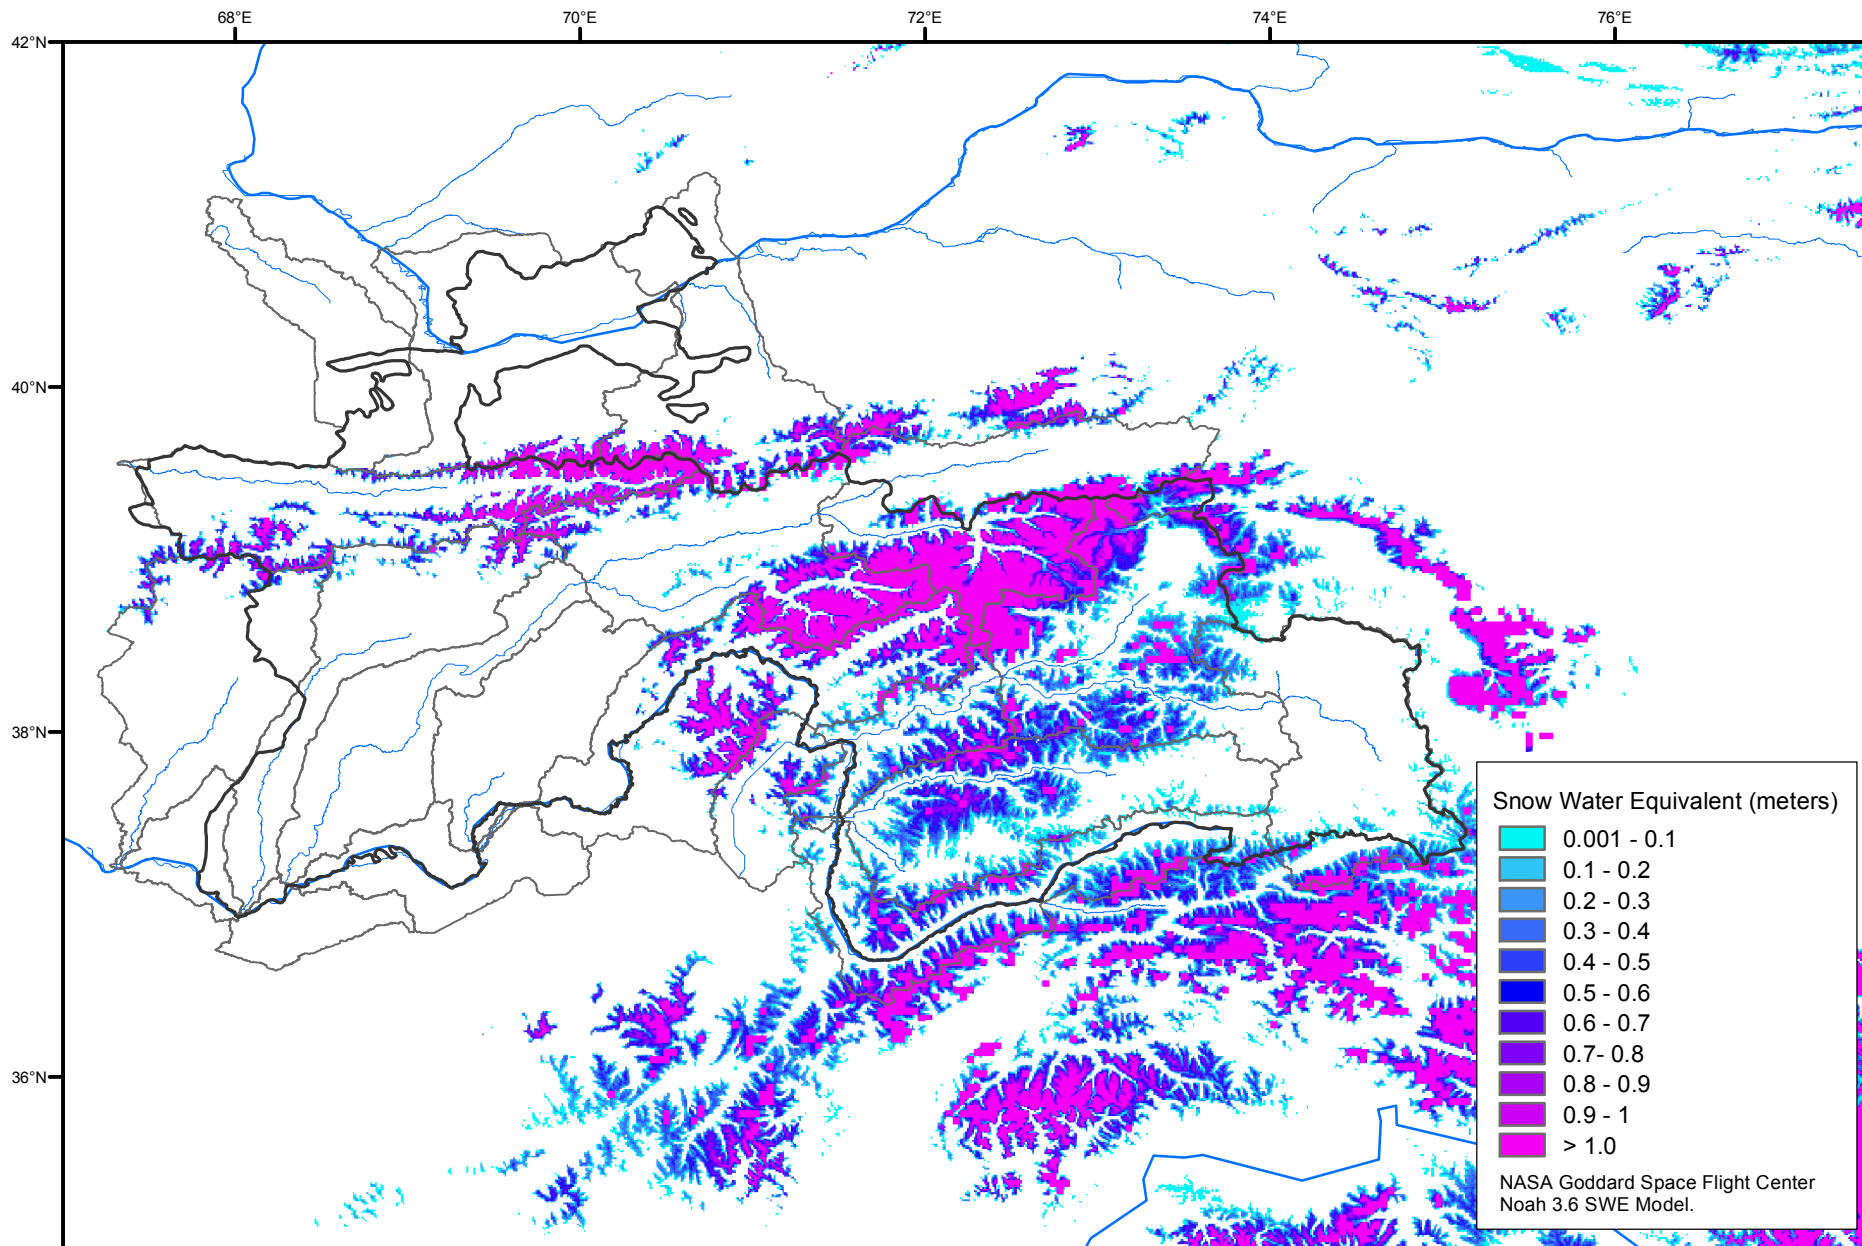 68°E 70°E 72°E 74°E 76°E
42°N
40°N
38°N
36°N
Snow Water Equivalent (meters)
0.001 - 0.1
0.1 - 0.2
0.2 - 0.3
0.3 - 0.4
0.4 - 0.5
0.5 - 0.6
0.6 - 0.7
0.7- 0.8
0.8 - 0.9
0.9 - 1
> 1.0
NASA Goddard Space Flight Center
Noah 3.6 SWE Model.